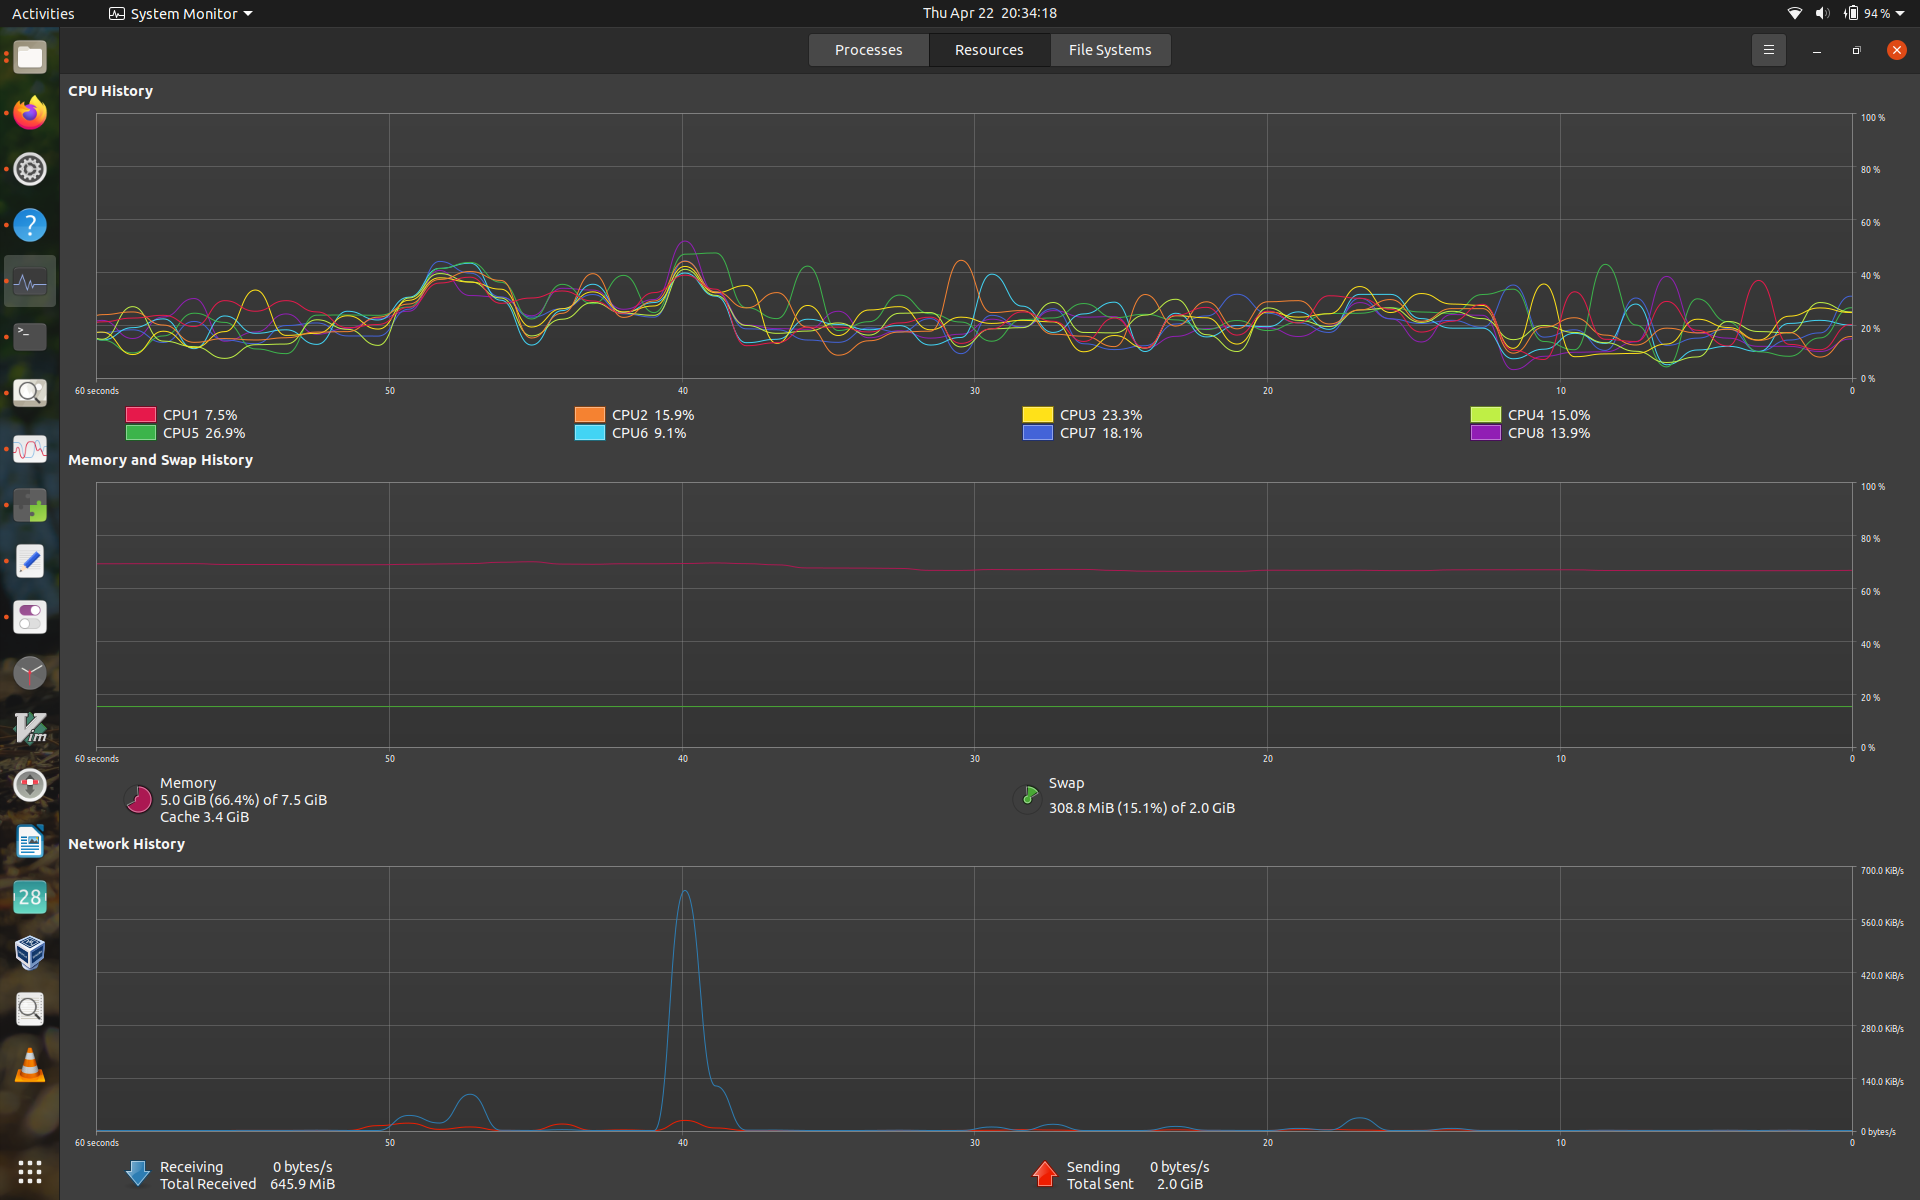 Activities System Monitor Thu Apr 22 20:34:18 94 %
Processes Resources File Systems
CPU History
100 %
80 %
60 %
40 %
20 %
0 %
60 seconds 50 40 30 20 10 0
CPU1 7.5% CPU2 15.9% CPU3 23.3% CPU4 15.0%
CPU5 26.9% CPU6 9.1% CPU7 18.1% CPU8 13.9%
Memory and Swap History
100 %
80 %
60 %
40 %
20 %
0 %
60 seconds 50 40 30 20 10 0
Memory
5.0 GiB (66.4%) of 7.5 GiB
Cache 3.4 GiB
Swap
308.8 MiB (15.1%) of 2.0 GiB
Network History
700.0 KiB/s
560.0 KiB/s
420.0 KiB/s
280.0 KiB/s
140.0 KiB/s
0 bytes/s
60 seconds 50 40 30 20 10 0
Receiving 0 bytes/s
Total Received 645.9 MiB
Sending 0 bytes/s
Total Sent 2.0 GiB
?
>_
Vim
28